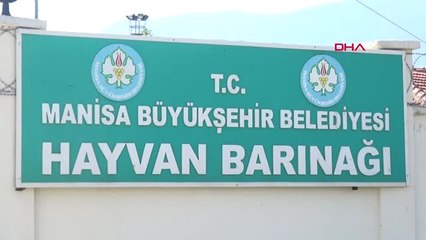 DHA
T.C.
MANİSA BÜYÜKŞEHİR BELEDİYESİ
HAYVAN BARINAĞI